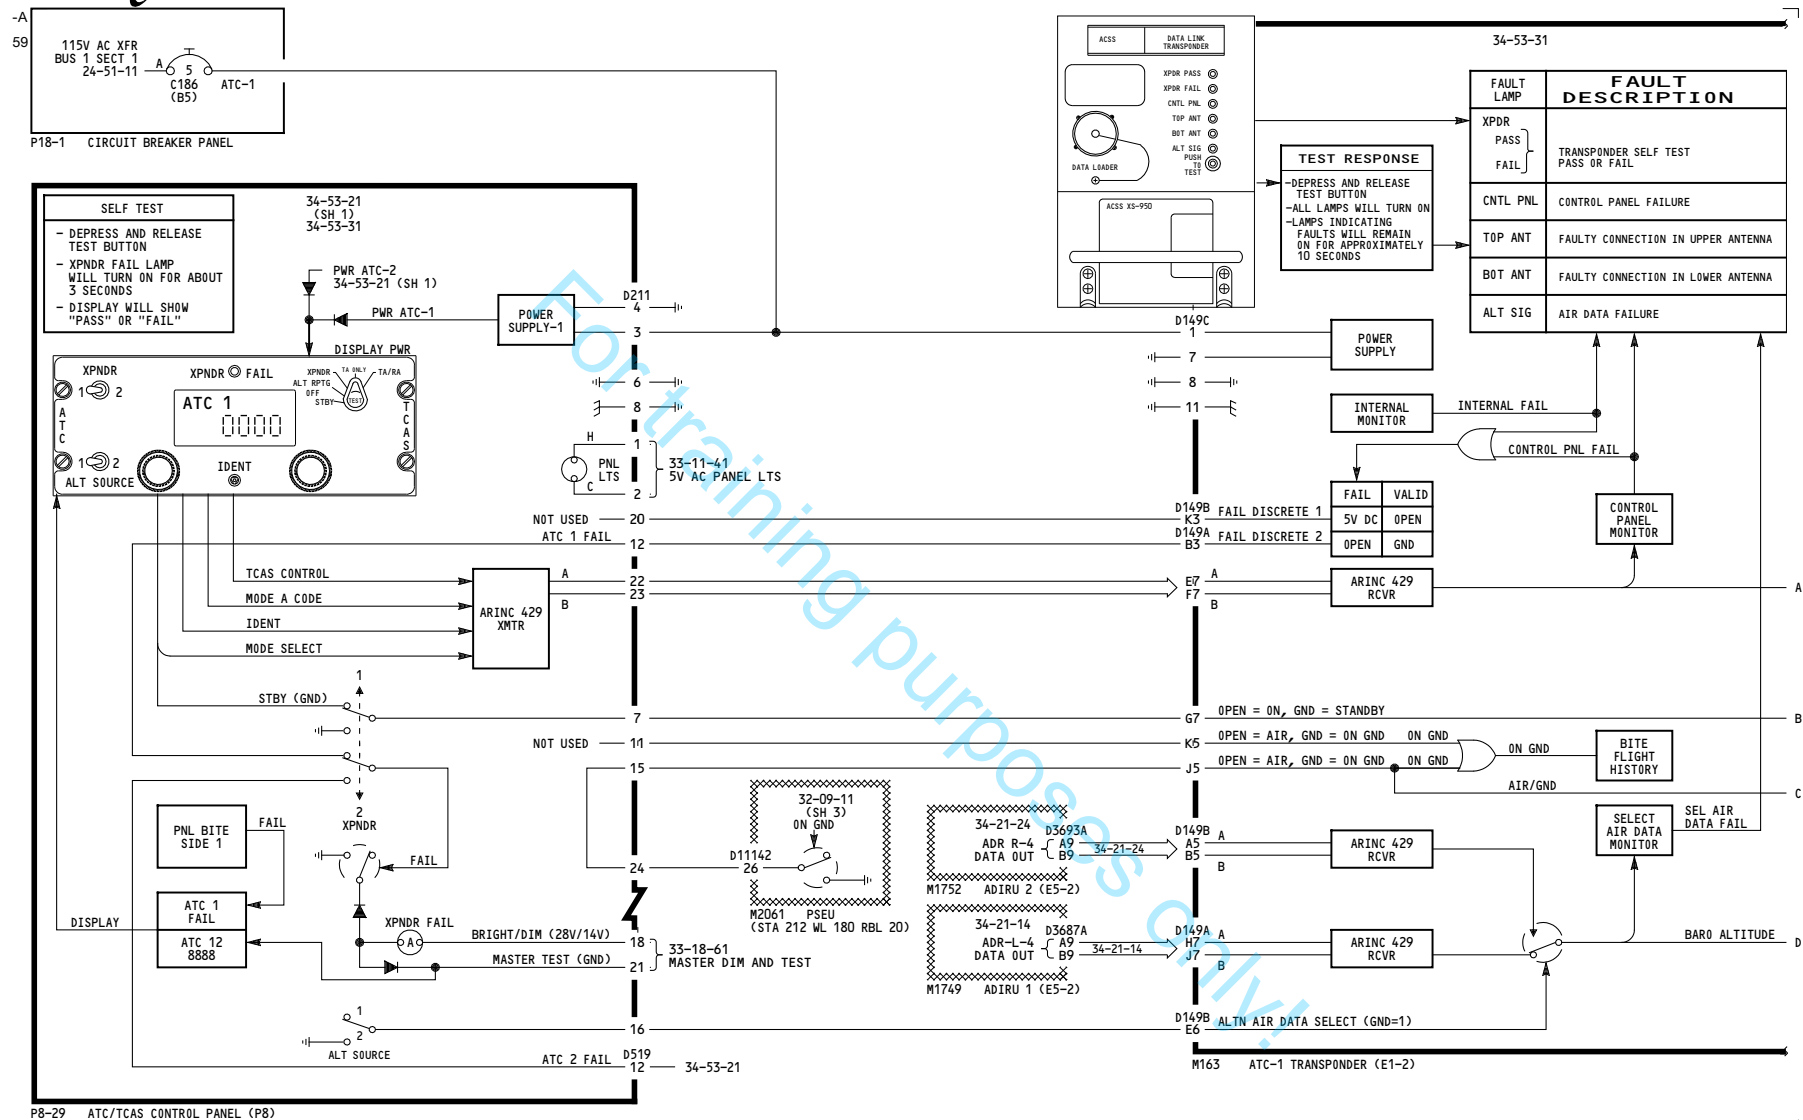 -A
59
115V AC XFR
BUS 1 SECT 1
24-51-11
A
5
C186
(B5)
ATC-1
P18-1 CIRCUIT BREAKER PANEL
SELF TEST
- DEPRESS AND RELEASE
TEST BUTTON
- XPNDR FAIL LAMP
WILL TURN ON FOR ABOUT
3 SECONDS
- DISPLAY WILL SHOW
"PASS" OR "FAIL"
34-53-21
(SH 1)
34-53-31
PWR ATC-2
34-53-21 (SH 1)
PWR ATC-1
POWER
SUPPLY-1
DISPLAY PWR
XPNDR
1 2
XPNDR FAIL
XPNDR
TA ONLY
TA/RA
ALT RPTG
OFF
STBY
TEST
ATC 1
0000
ATC
TCAS
1 2
ALT SOURCE
IDENT
D211
4
3
6
8
H
1
PNL
LTS
C
2
33-11-41
5V AC PANEL LTS
NOT USED 20
ATC 1 FAIL 12
TCAS CONTROL
MODE A CODE
IDENT
MODE SELECT
ARINC 429
XMTR
A
22
23
B
1
STBY (GND)
7
NOT USED 11
15
2
XPNDR
PNL BITE
SIDE 1
FAIL
FAIL
24
ATC 1
FAIL
ATC 12
8888
DISPLAY
XPNDR FAIL
A
BRIGHT/DIM (28V/14V) 18
MASTER TEST (GND) 21
33-18-61
MASTER DIM AND TEST
1
2
ALT SOURCE
16
ATC 2 FAIL
D519
12
34-53-21
P8-29 ATC/TCAS CONTROL PANEL (P8)
D11142
26
32-09-11
(SH 3)
ON GND
M2061 PSEU
(STA 212 WL 180 RBL 20)
34-21-24
ADR R-4
DATA OUT
D3693A
A9
B9
34-21-24
M1752 ADIRU 2 (E5-2)
34-21-14
ADR-L-4
DATA OUT
D3687A
A9
B9
34-21-14
M1749 ADIRU 1 (E5-2)
ACSS
DATA LINK
TRANSPONDER
XPDR PASS
XPDR FAIL
CNTL PNL
TOP ANT
BOT ANT
ALT SIG
PUSH
TO
TEST
DATA LOADER
ACSS XS-950
TEST RESPONSE
-DEPRESS AND RELEASE
TEST BUTTON
-ALL LAMPS WILL TURN ON
-LAMPS INDICATING
FAULTS WILL REMAIN
ON FOR APPROXIMATELY
10 SECONDS
34-53-31
FAULT
LAMP
FAULT
DESCRIPTION
XPDR
PASS
FAIL
TRANSPONDER SELF TEST
PASS OR FAIL
CNTL PNL
CONTROL PANEL FAILURE
TOP ANT
FAULTY CONNECTION IN UPPER ANTENNA
BOT ANT
FAULTY CONNECTION IN LOWER ANTENNA
ALT SIG
AIR DATA FAILURE
D149C
1
7
8
11
POWER
SUPPLY
INTERNAL
MONITOR
INTERNAL FAIL
CONTROL PNL FAIL
D149B
K3
FAIL DISCRETE 1
D149A
B3
FAIL DISCRETE 2
FAIL VALID
5V DC OPEN
OPEN GND
CONTROL
PANEL
MONITOR
E7 A
F7
B
ARINC 429
RCVR
A
G7 OPEN = ON, GND = STANDBY
B
K5 OPEN = AIR, GND = ON GND ON GND
J5 OPEN = AIR, GND = ON GND ON GND
ON GND
BITE
FLIGHT
HISTORY
AIR/GND
C
D149B
A5 A
B5
B
ARINC 429
RCVR
SELECT
AIR DATA
MONITOR
SEL AIR
DATA FAIL
D149A
H7 A
J7
B
ARINC 429
RCVR
BARO ALTITUDE
D
D149B
E6
ALTN AIR DATA SELECT (GND=1)
M163 ATC-1 TRANSPONDER (E1-2)
For training purposes only!